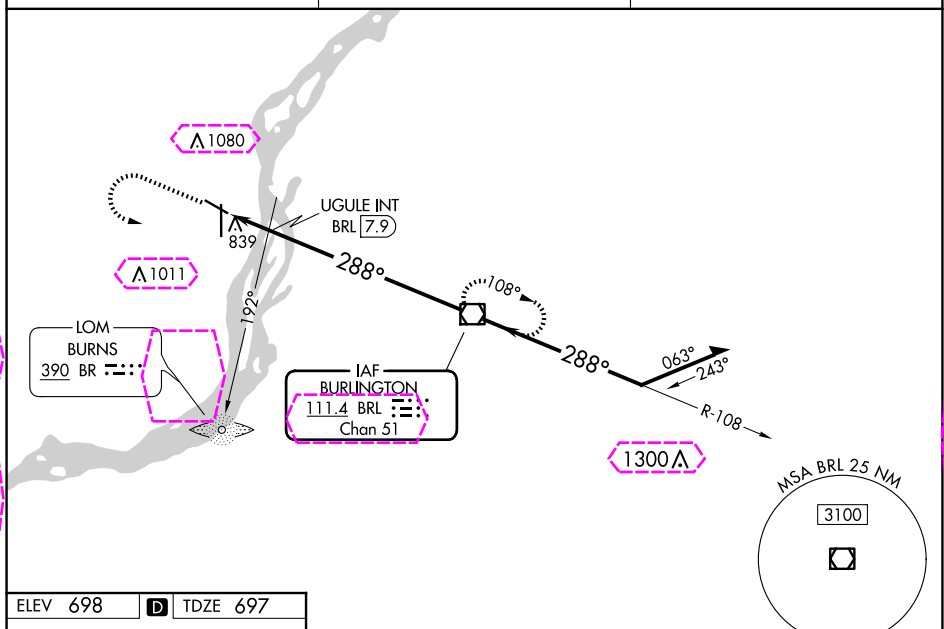 1080
UGULE INT
BRL 7.9
839
288°
1011
108°
192°
LOM
BURNS
390 BR
IAF
BURLINGTON
111.4 BRL
Chan 51
288°
063°
243°
R-108
1300
MSA BRL 25 NM
3100
ELEV 698 D TDZE 697